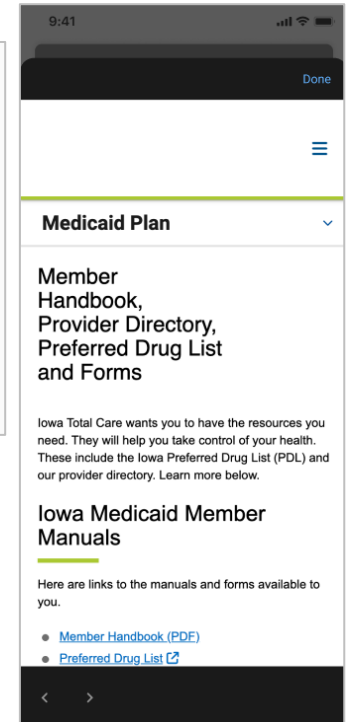 9:41
Done
Medicaid Plan
Member
Handbook,
Provider Directory,
Preferred Drug List
and Forms
Iowa Total Care wants you to have the resources you
need. They will help you take control of your health.
These include the Iowa Preferred Drug List (PDL) and
our provider directory. Learn more below.
Iowa Medicaid Member
Manuals
Here are links to the manuals and forms available to
you.
Member Handbook (PDF)
Preferred Drug List